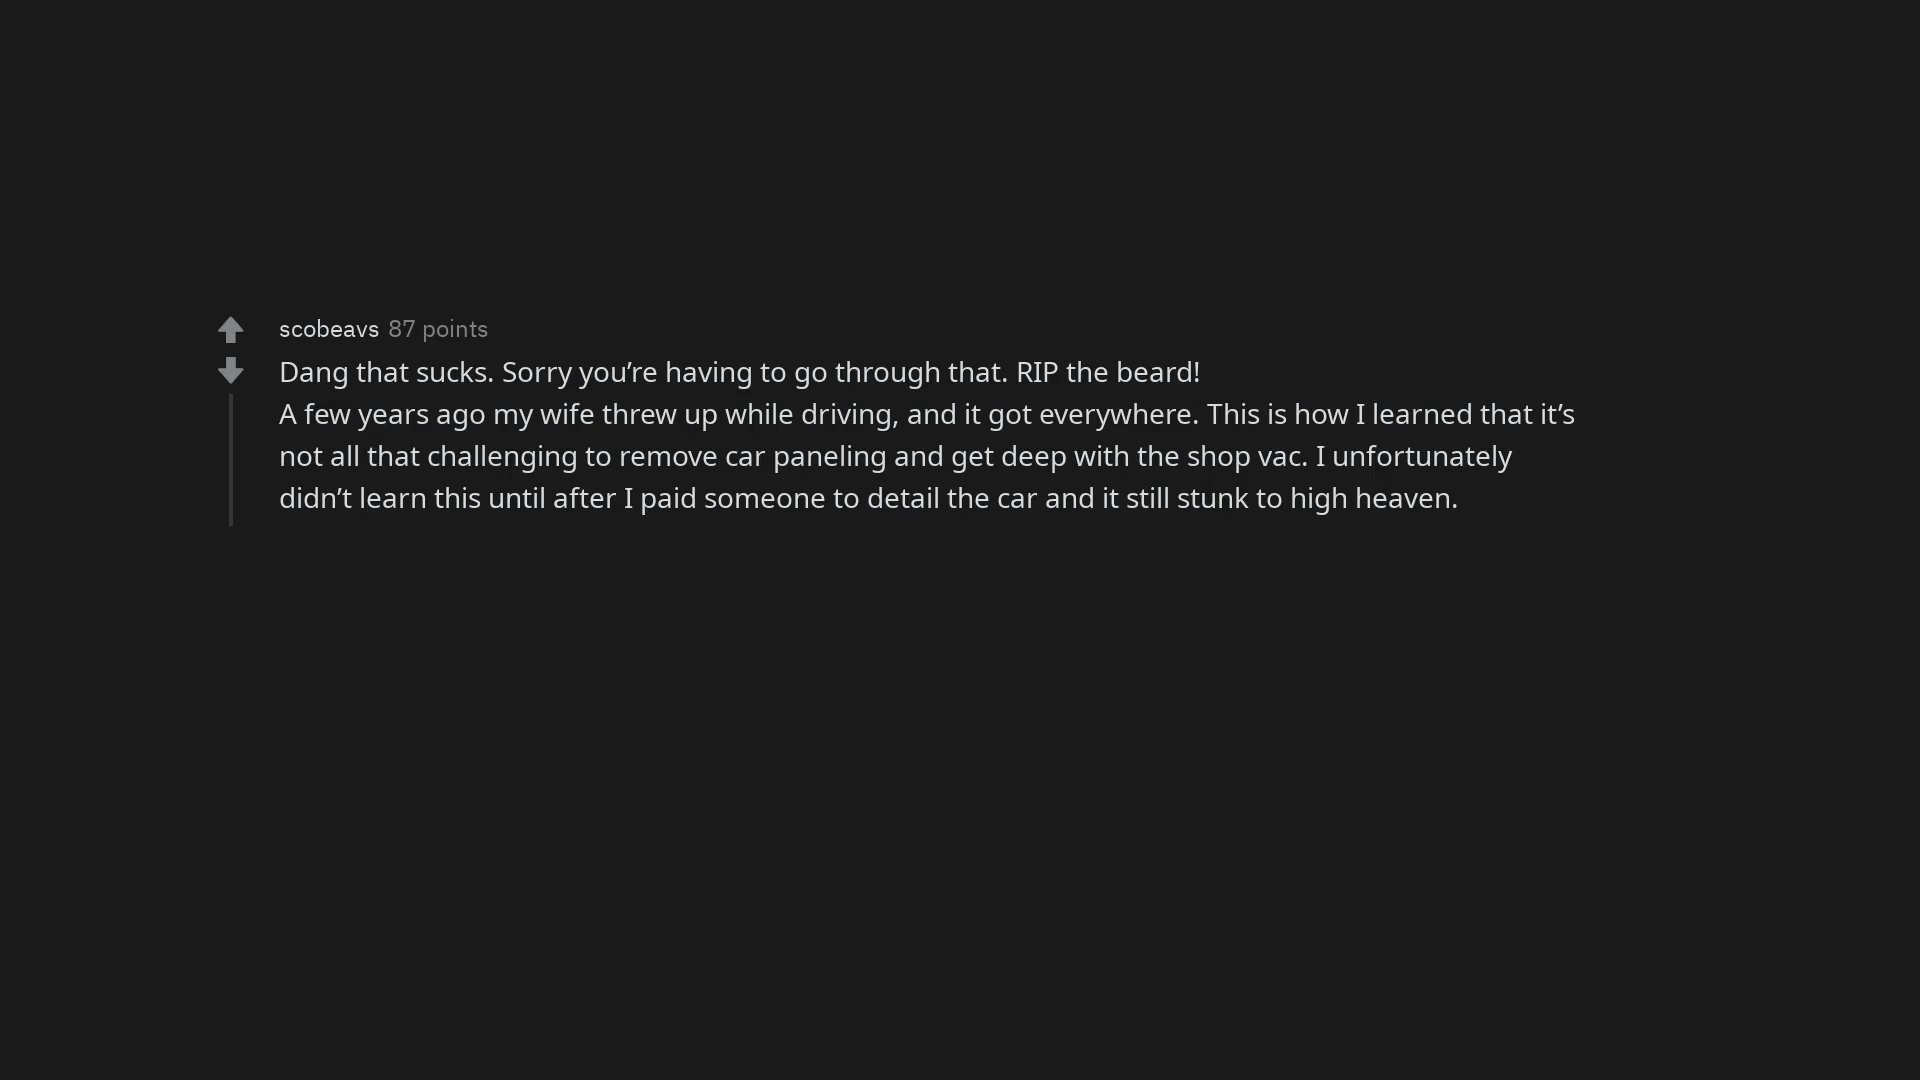 scobeavs 87 points
Dang that sucks. Sorry you’re having to go through that. RIP the beard!
A few years ago my wife threw up while driving, and it got everywhere. This is how I learned that it’s
not all that challenging to remove car paneling and get deep with the shop vac. I unfortunately
didn’t learn this until after I paid someone to detail the car and it still stunk to high heaven.